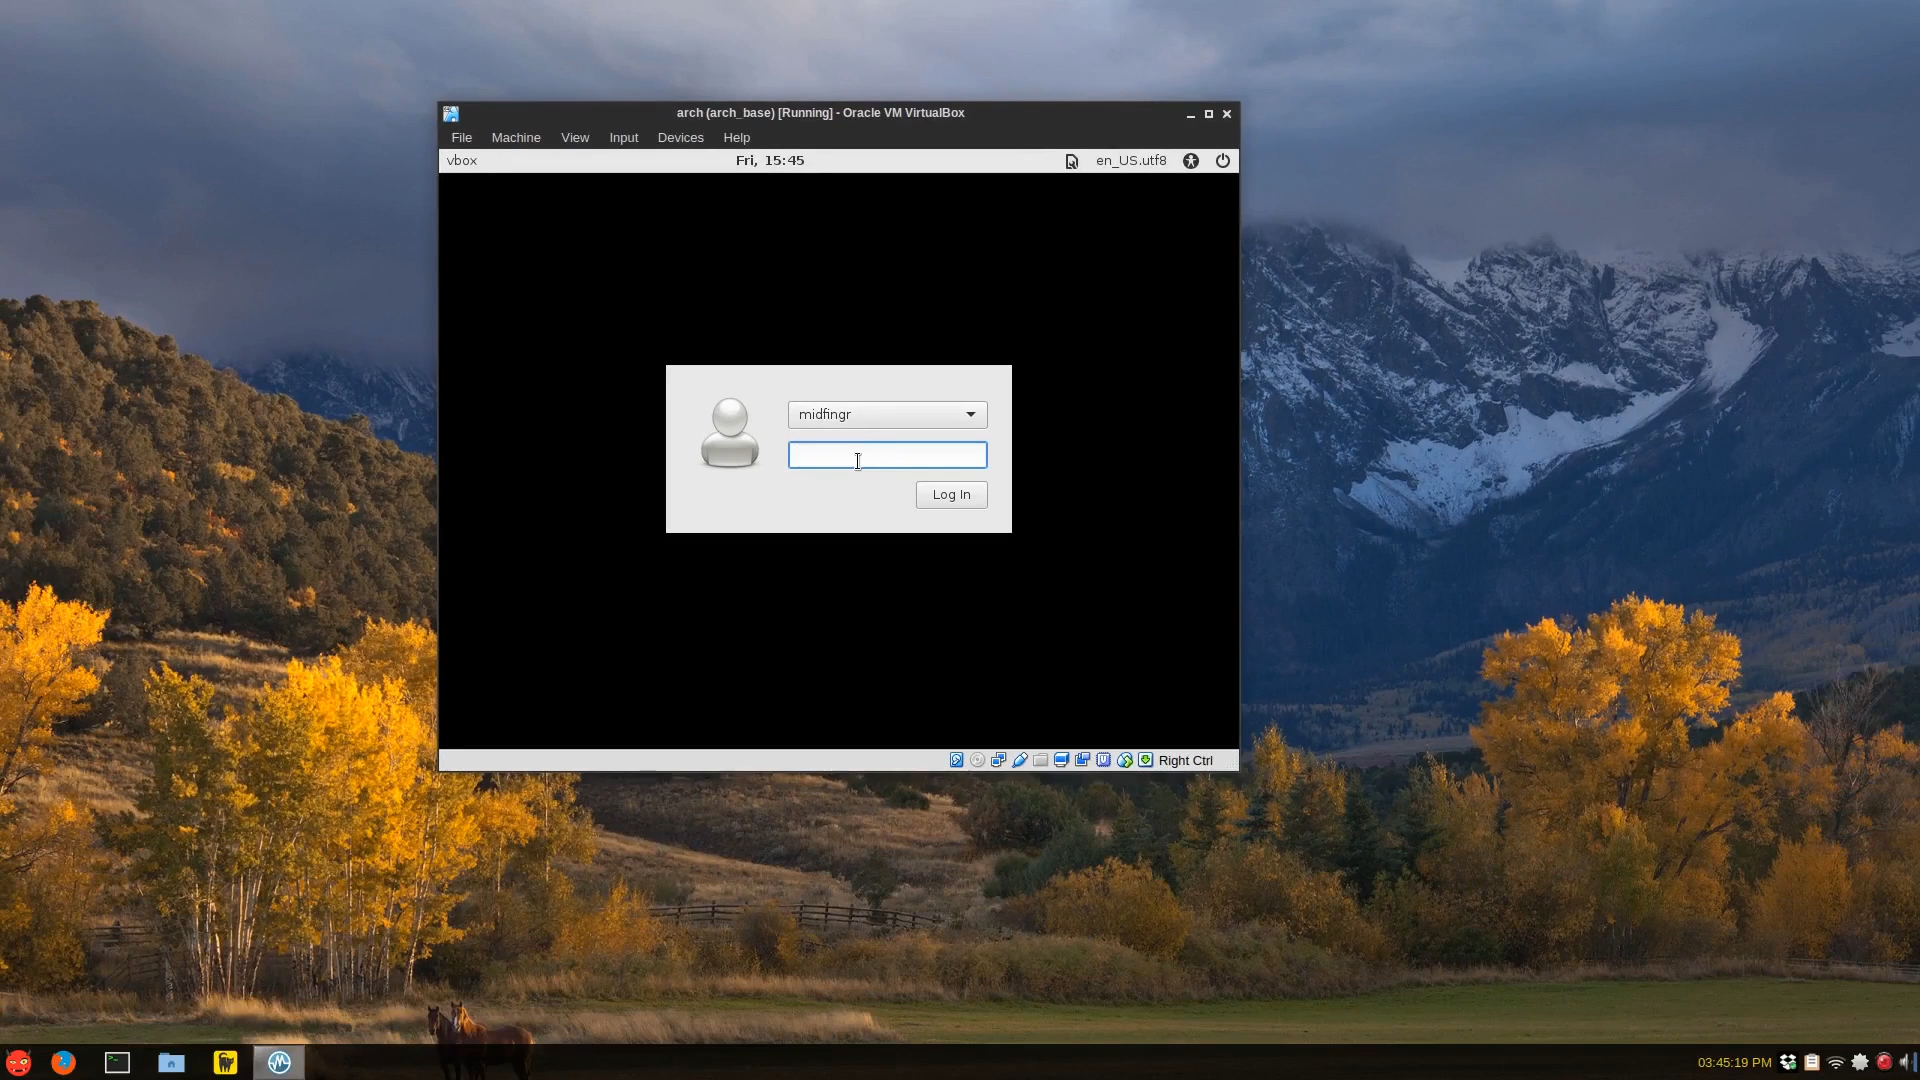 arch (arch_base) [Running] - Oracle VM VirtualBox
File Machine View Input Devices Help
vbox Fri, 15:45 en_US.utf8
midfingr
Log In
Right Ctrl
03:45:19 PM